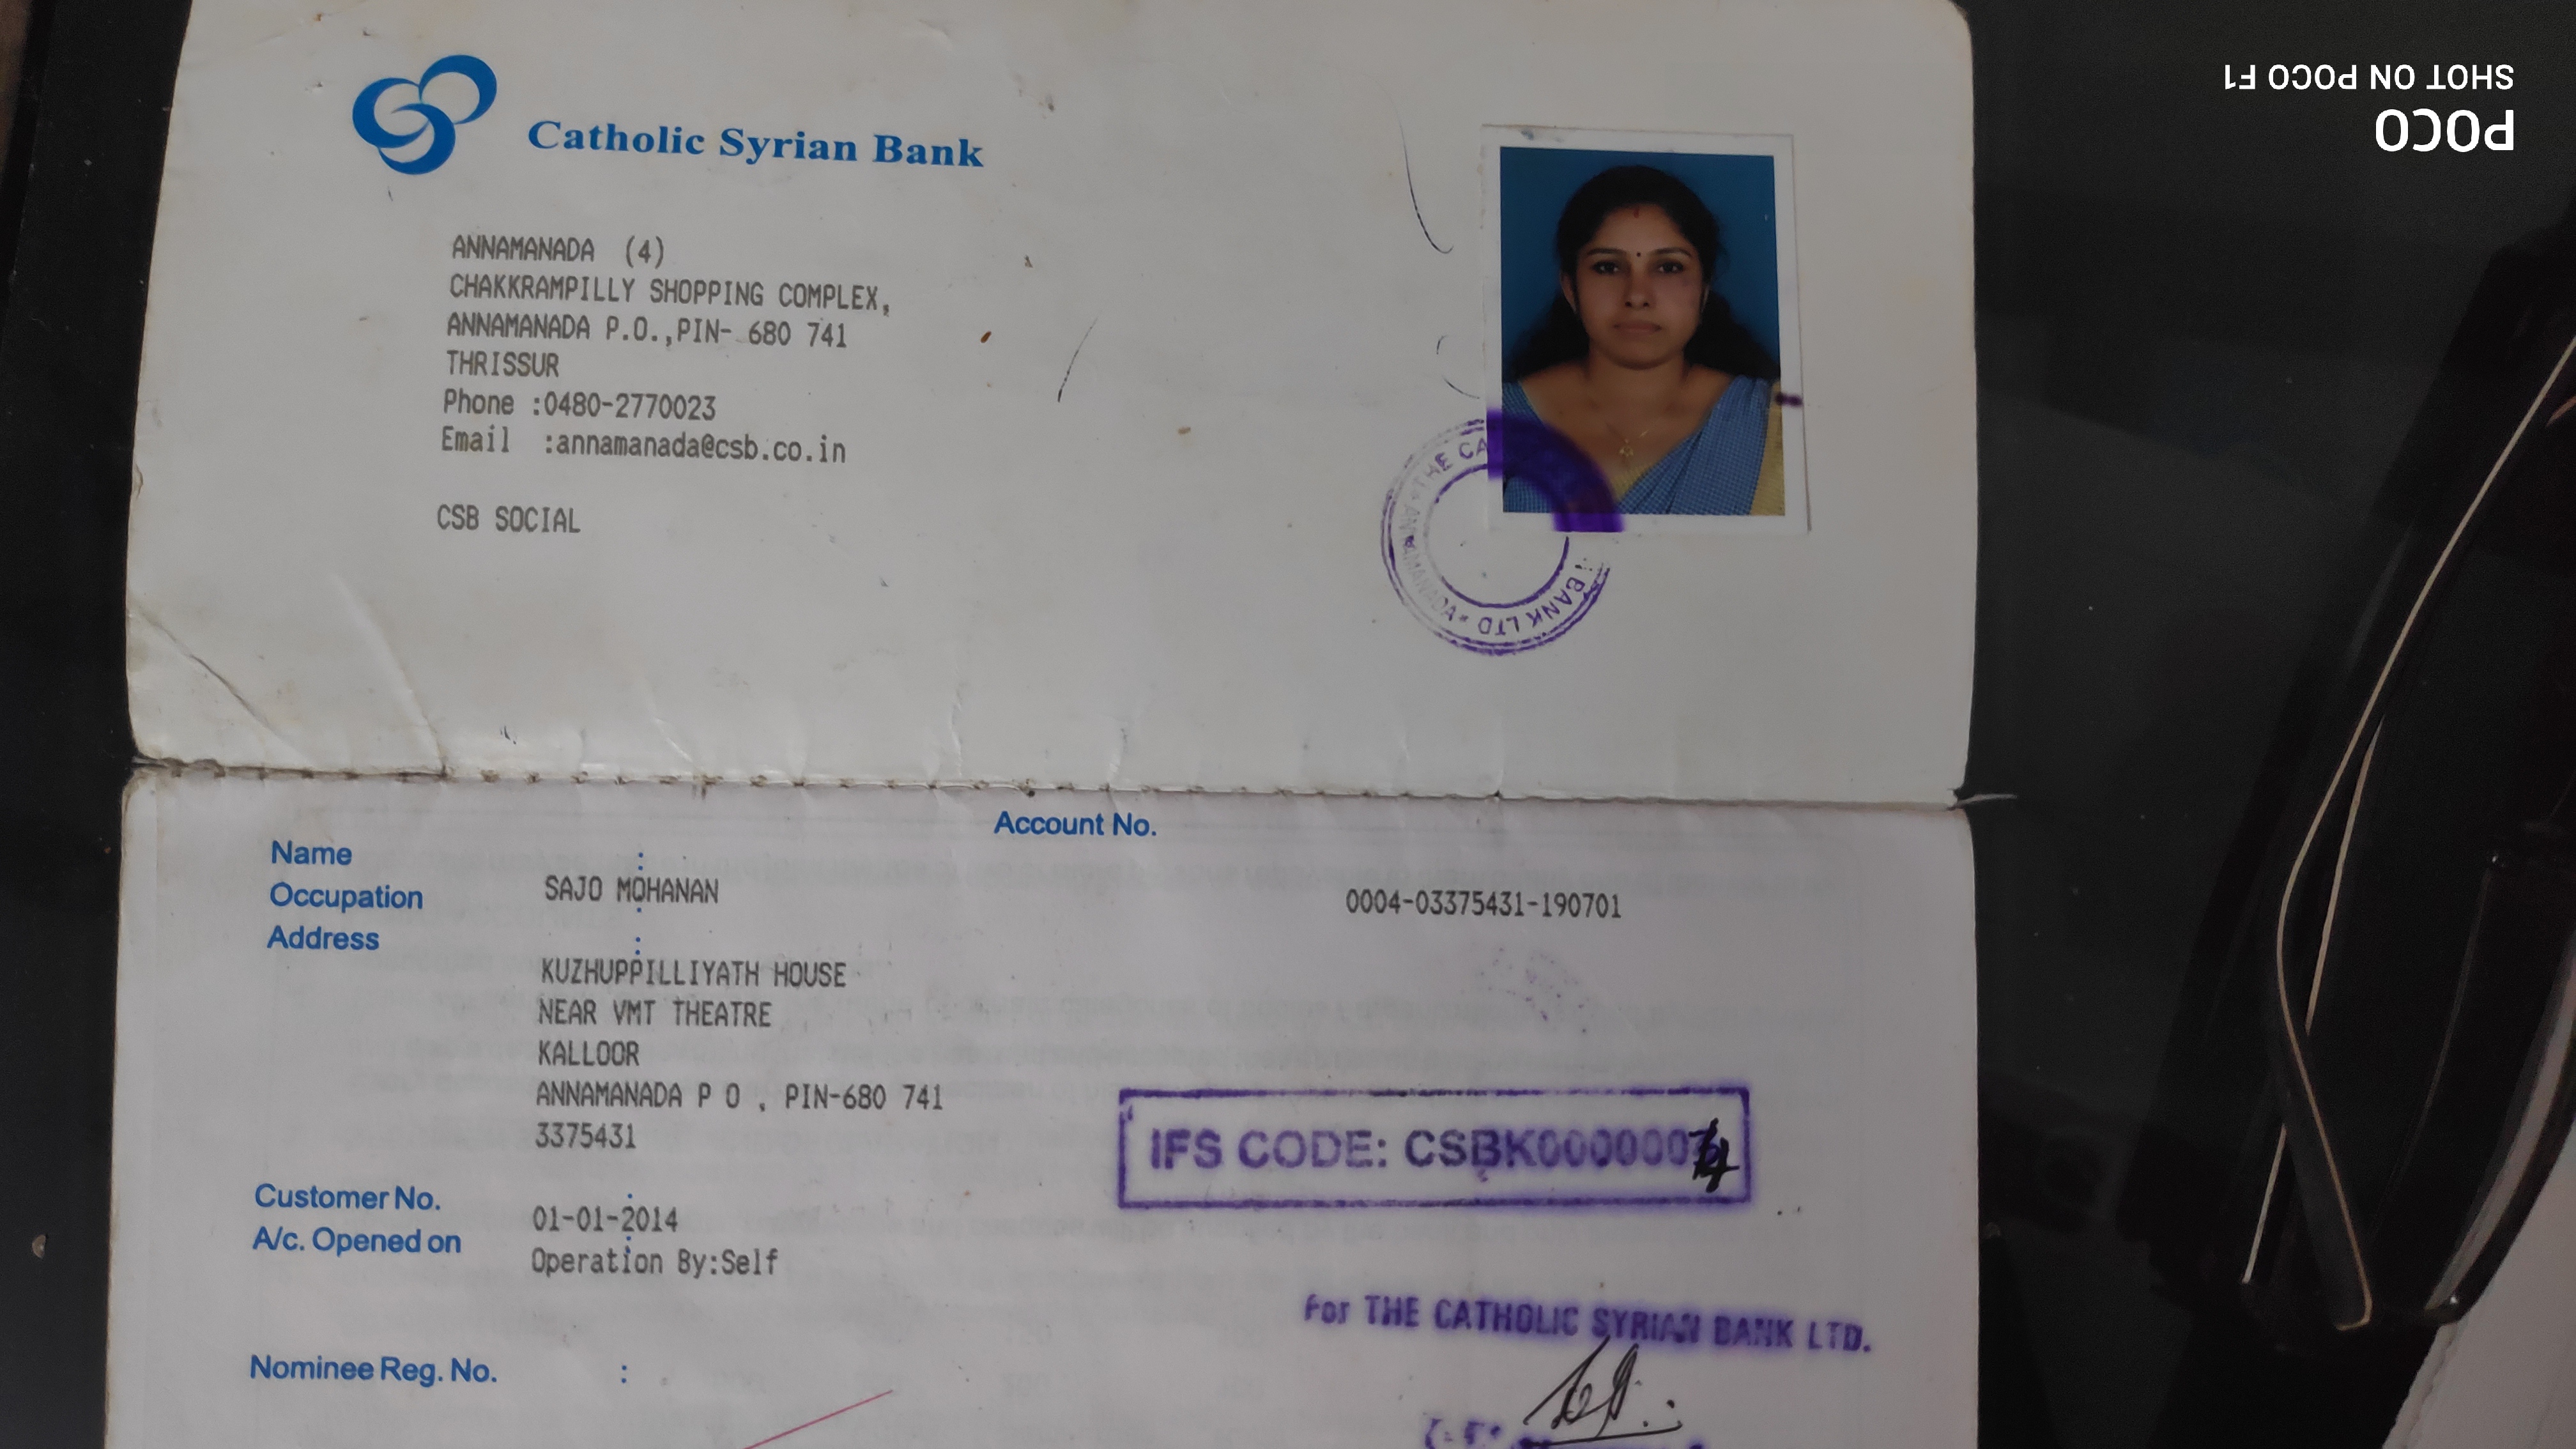 Catholic Syrian Bank
ANNAMANADA (4)
CHAKKRAMPILLY SHOPPING COMPLEX,
ANNAMANADA P.O.,PIN- 680 741
THRISSUR
Phone :0480-2770023
Email :annamanada@csb.co.in
CSB SOCIAL
THE CA
BANK LTD * ANNAMANADA *
Account No.
Name :
Occupation : SAJO MOHANAN
0004-03375431-190701
Address :
KUZHUPPILLIYATH HOUSE
NEAR VMT THEATRE
KALLOOR
ANNAMANADA P O , PIN-680 741
3375431
IFS CODE: CSBK0000004
Customer No. :
01-01-2014
A/c. Opened on :
Operation By:Self
For THE CATHOLIC SYRIAN BANK LTD.
Nominee Reg. No. :
POCO
SHOT ON POCO F1